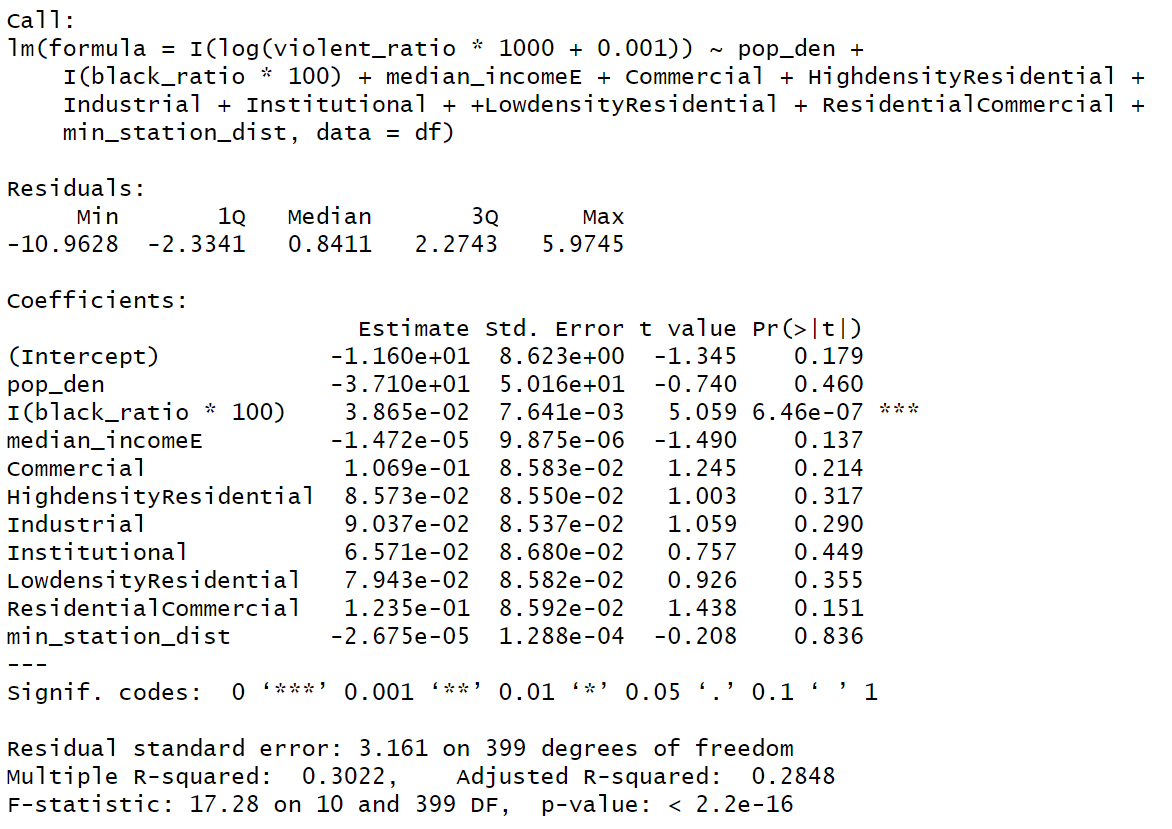 Call:
lm(formula = I(log(violent_ratio * 1000 + 0.001)) ~ pop_den +
    I(black_ratio * 100) + median_incomeE + Commercial + HighdensityResidential +
    Industrial + Institutional + +LowdensityResidential + ResidentialCommercial +
    min_station_dist, data = df)

Residuals:
     Min       1Q   Median       3Q      Max
-10.9628  -2.3341   0.8411   2.2743   5.9745

Coefficients:
                         Estimate Std. Error t value Pr(>|t|)
(Intercept)            -1.160e+01  8.623e+00  -1.345    0.179
pop_den                -3.710e+01  5.016e+01  -0.740    0.460
I(black_ratio * 100)    3.865e-02  7.641e-03   5.059 6.46e-07 ***
median_incomeE         -1.472e-05  9.875e-06  -1.490    0.137
Commercial              1.069e-01  8.583e-02   1.245    0.214
HighdensityResidential  8.573e-02  8.550e-02   1.003    0.317
Industrial              9.037e-02  8.537e-02   1.059    0.290
Institutional           6.571e-02  8.680e-02   0.757    0.449
LowdensityResidential   7.943e-02  8.582e-02   0.926    0.355
ResidentialCommercial   1.235e-01  8.592e-02   1.438    0.151
min_station_dist       -2.675e-05  1.288e-04  -0.208    0.836
---
Signif. codes:  0 ‘***’ 0.001 ‘**’ 0.01 ‘*’ 0.05 ‘.’ 0.1 ‘ ’ 1

Residual standard error: 3.161 on 399 degrees of freedom
Multiple R-squared:  0.3022,    Adjusted R-squared:  0.2848
F-statistic: 17.28 on 10 and 399 DF,  p-value: < 2.2e-16